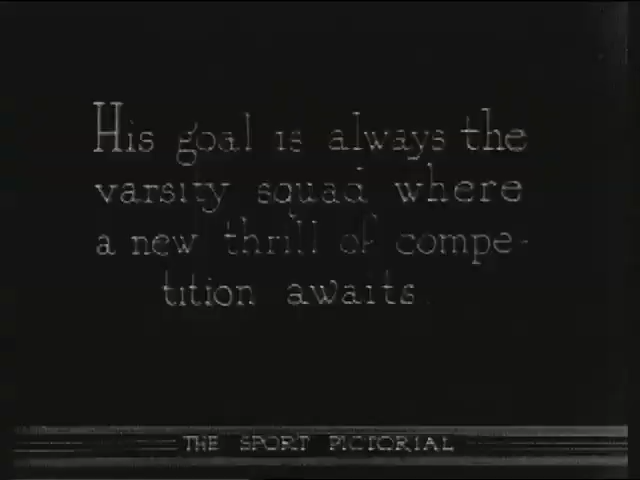 His goal is always the
varsity squad where
a new thrill of compe-
tition awaits.
THE SPORT PICTORIAL